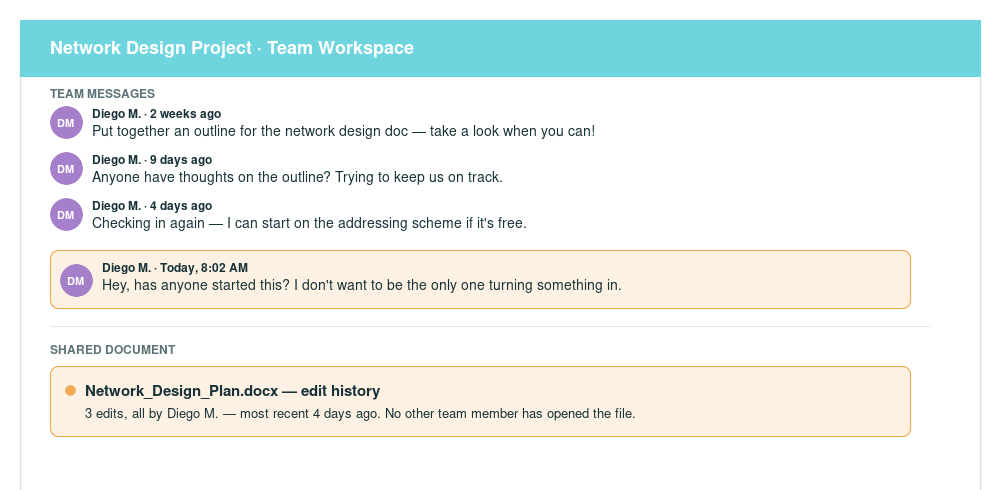 Network Design Project · Team Workspace
TEAM MESSAGES
DM
Diego M. · 2 weeks ago
Put together an outline for the network design doc — take a look when you can!
DM
Diego M. · 9 days ago
Anyone have thoughts on the outline? Trying to keep us on track.
DM
Diego M. · 4 days ago
Checking in again — I can start on the addressing scheme if it's free.
DM
Diego M. · Today, 8:02 AM
Hey, has anyone started this? I don't want to be the only one turning something in.
SHARED DOCUMENT
Network_Design_Plan.docx — edit history
3 edits, all by Diego M. — most recent 4 days ago. No other team member has opened the file.